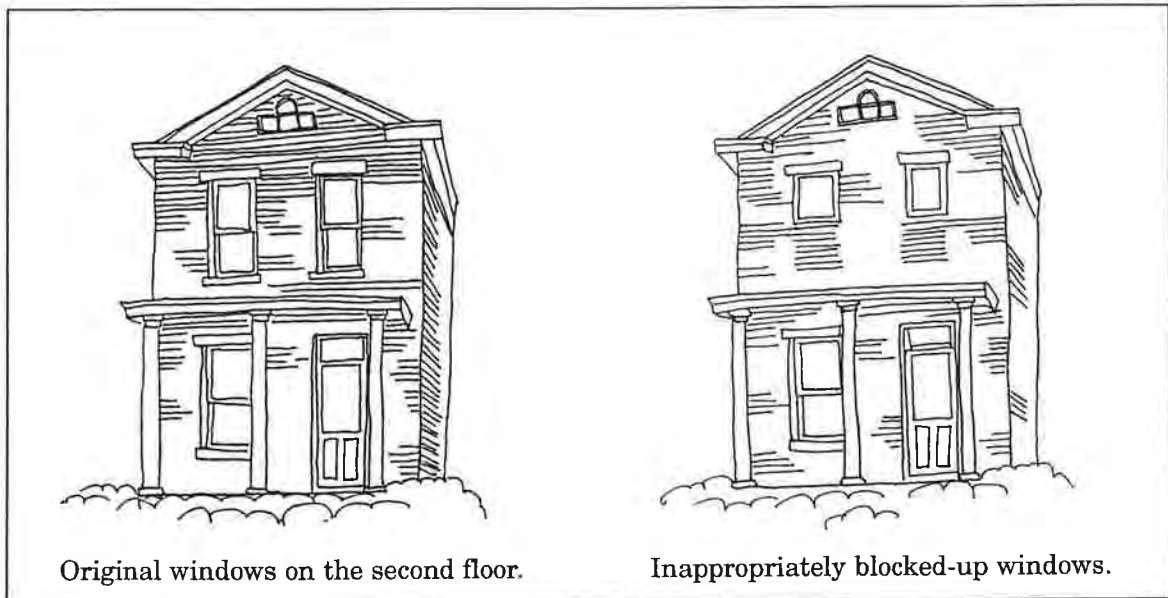 Original windows on the second floor.
Inappropriately blocked-up windows.